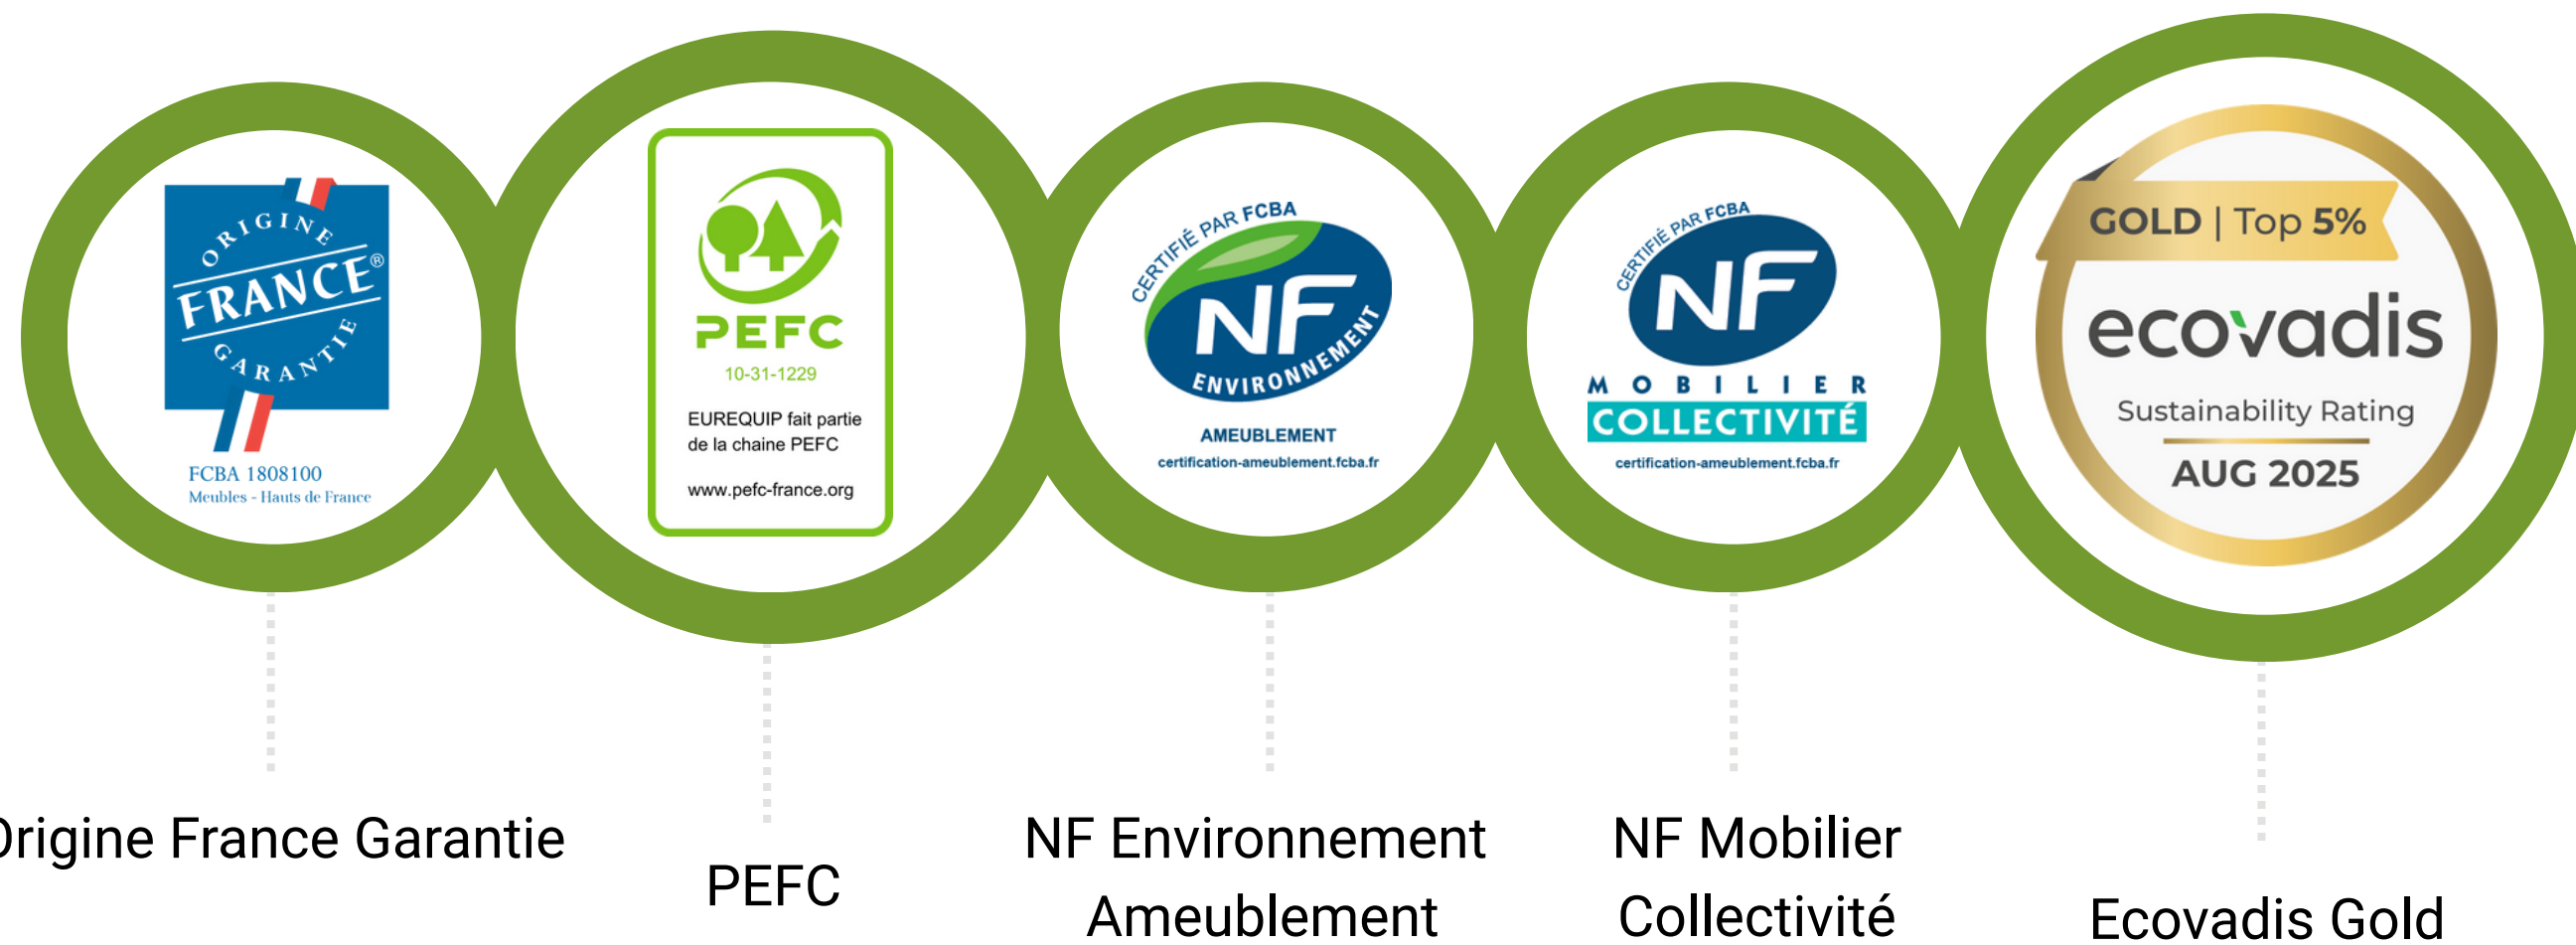 ORIGINE
FRANCE®
GARANTIE
FCBA 1808100
Meubles - Hauts de France
PEFC
10-31-1229
EUREQUIP fait partie
de la chaine PEFC
www.pefc-france.org
CERTIFIÉ PAR FCBA
NF
ENVIRONNEMENT
AMEUBLEMENT
certification-ameublement.fcba.fr
CERTIFIÉ PAR FCBA
NF
MOBILIER
COLLECTIVITÉ
certification-ameublement.fcba.fr
GOLD | Top 5%
ecovadis
Sustainability Rating
AUG 2025
Origine France Garantie
PEFC
NF Environnement
Ameublement
NF Mobilier
Collectivité
Ecovadis Gold